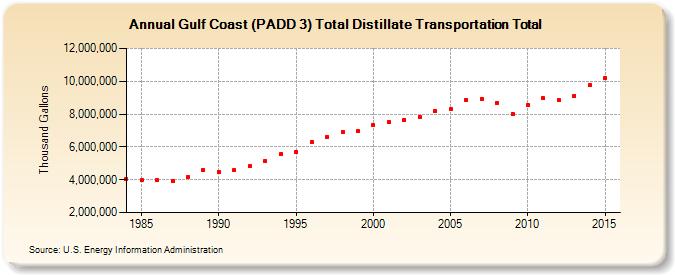 Annual Gulf Coast (PADD 3) Total Distillate Transportation Total
Thousand Gallons
12,000,000
10,000,000
8,000,000
6,000,000
4,000,000
2,000,000
1985 1990 1995 2000 2005 2010 2015
Source: U.S. Energy Information Administration